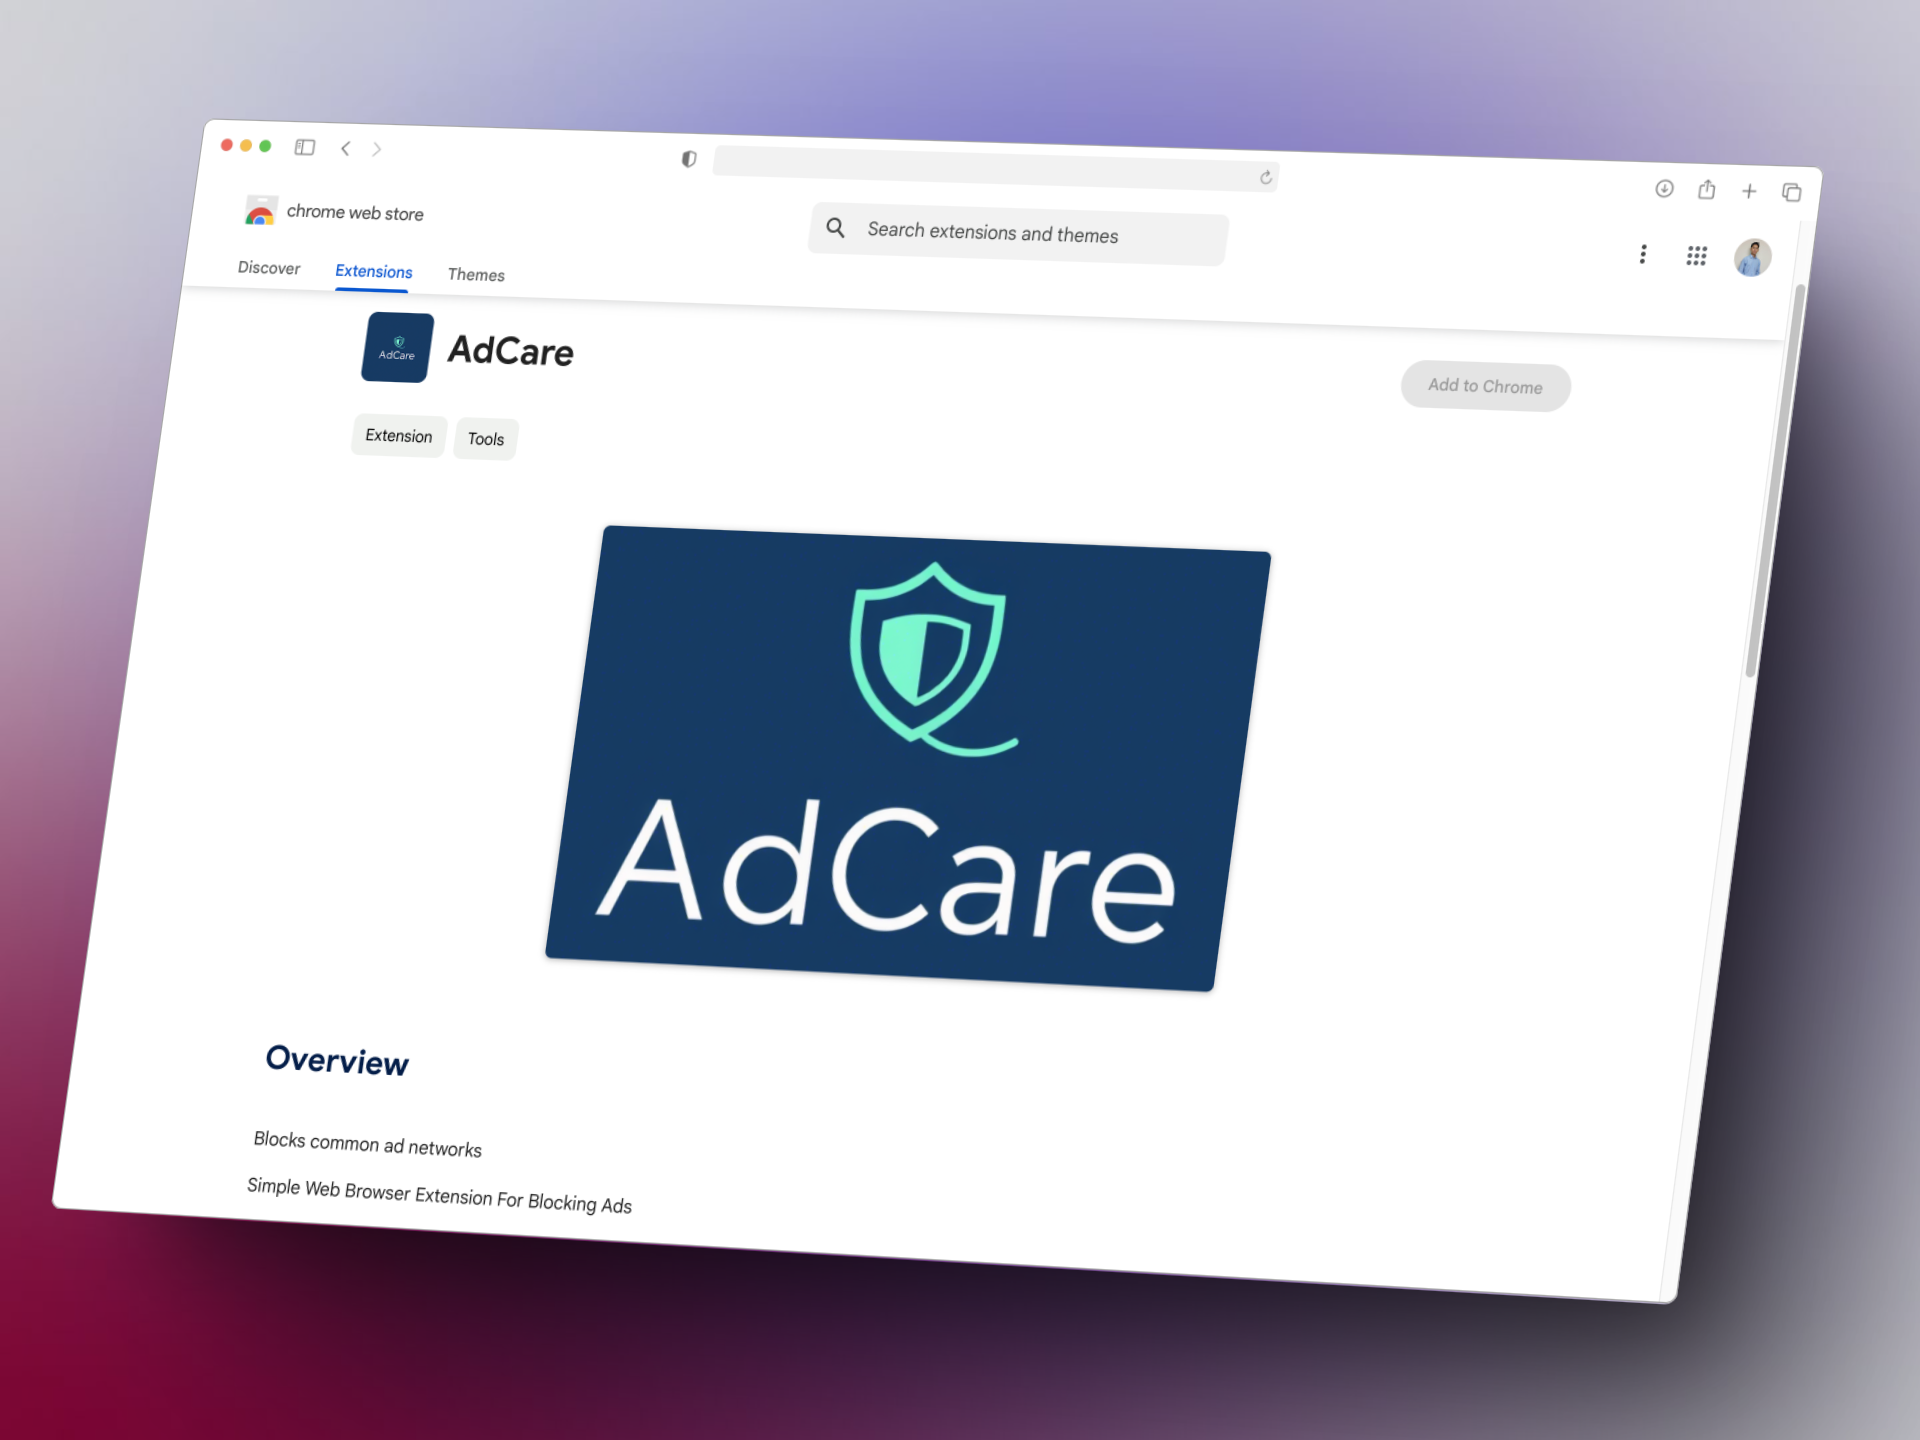 chrome web store
Search extensions and themes
Discover
Extensions
Themes
AdCare
AdCare
Add to Chrome
Extension
Tools
AdCare
Overview
Blocks common ad networks
Simple Web Browser Extension For Blocking Ads